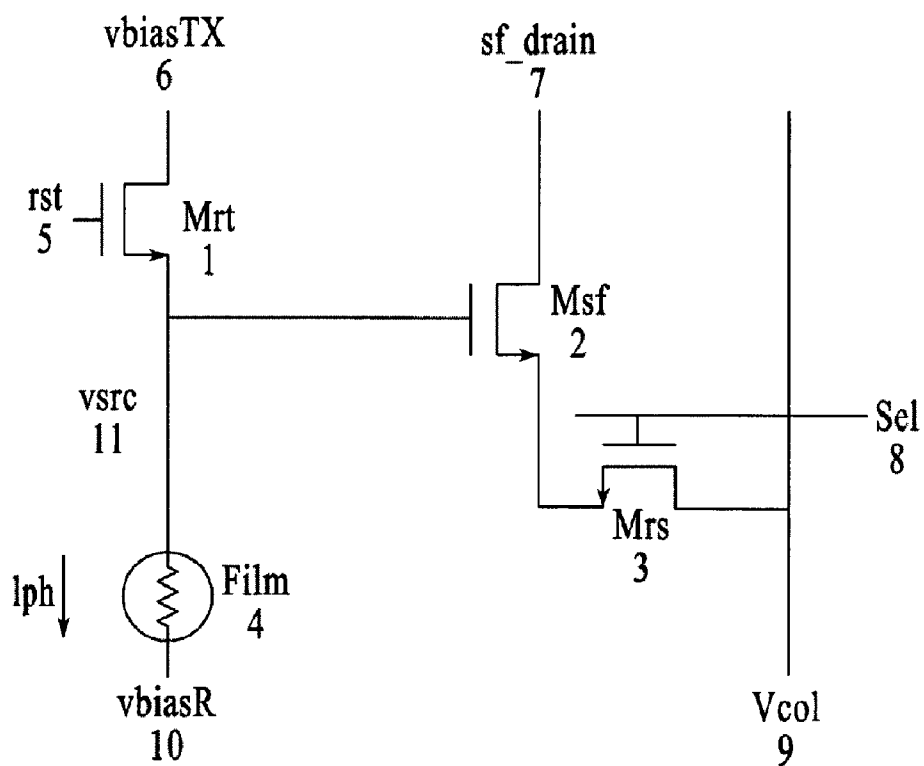 vbiasTX
6
sf_drain
7
rst
5
Mrt
1
Msf
2
vsrc
11
Sel
8
Mrs
3
lph
Film
4
vbiasR
10
Vcol
9